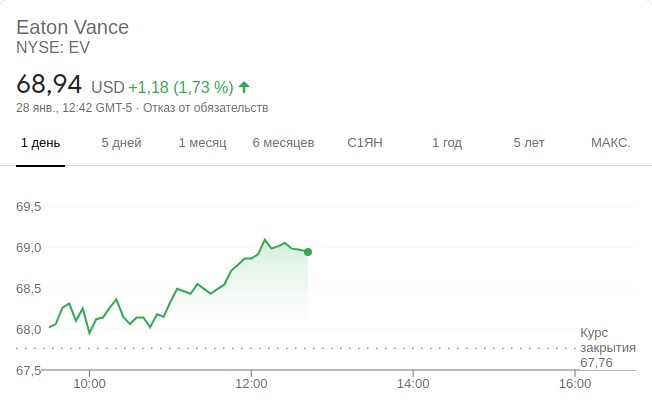 Eaton Vance
NYSE: EV
68,94 USD +1,18 (1,73 %)
28 янв., 12:42 GMT-5 · Отказ от обязательств
1 день 5 дней 1 месяц 6 месяцев С1ЯН 1 год 5 лет МАКС.
69,5
69,0
68,5
68,0
Курс
закрытия
67,76
67,5
10:00 12:00 14:00 16:00